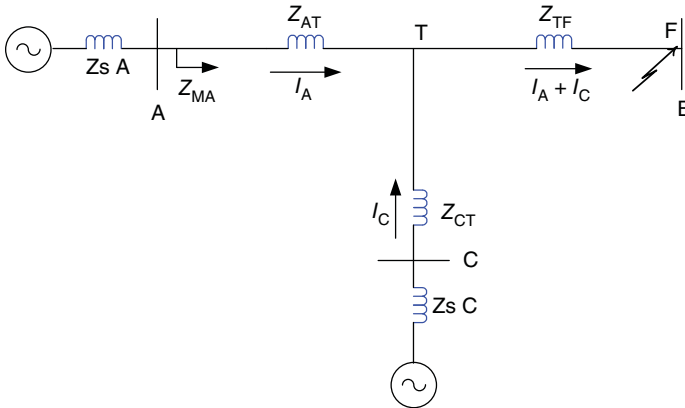 Z_AT
T
Z_TF
F
Zs A
A
Z_MA
I_A
I_A + I_C
B
I_C
Z_CT
C
Zs C